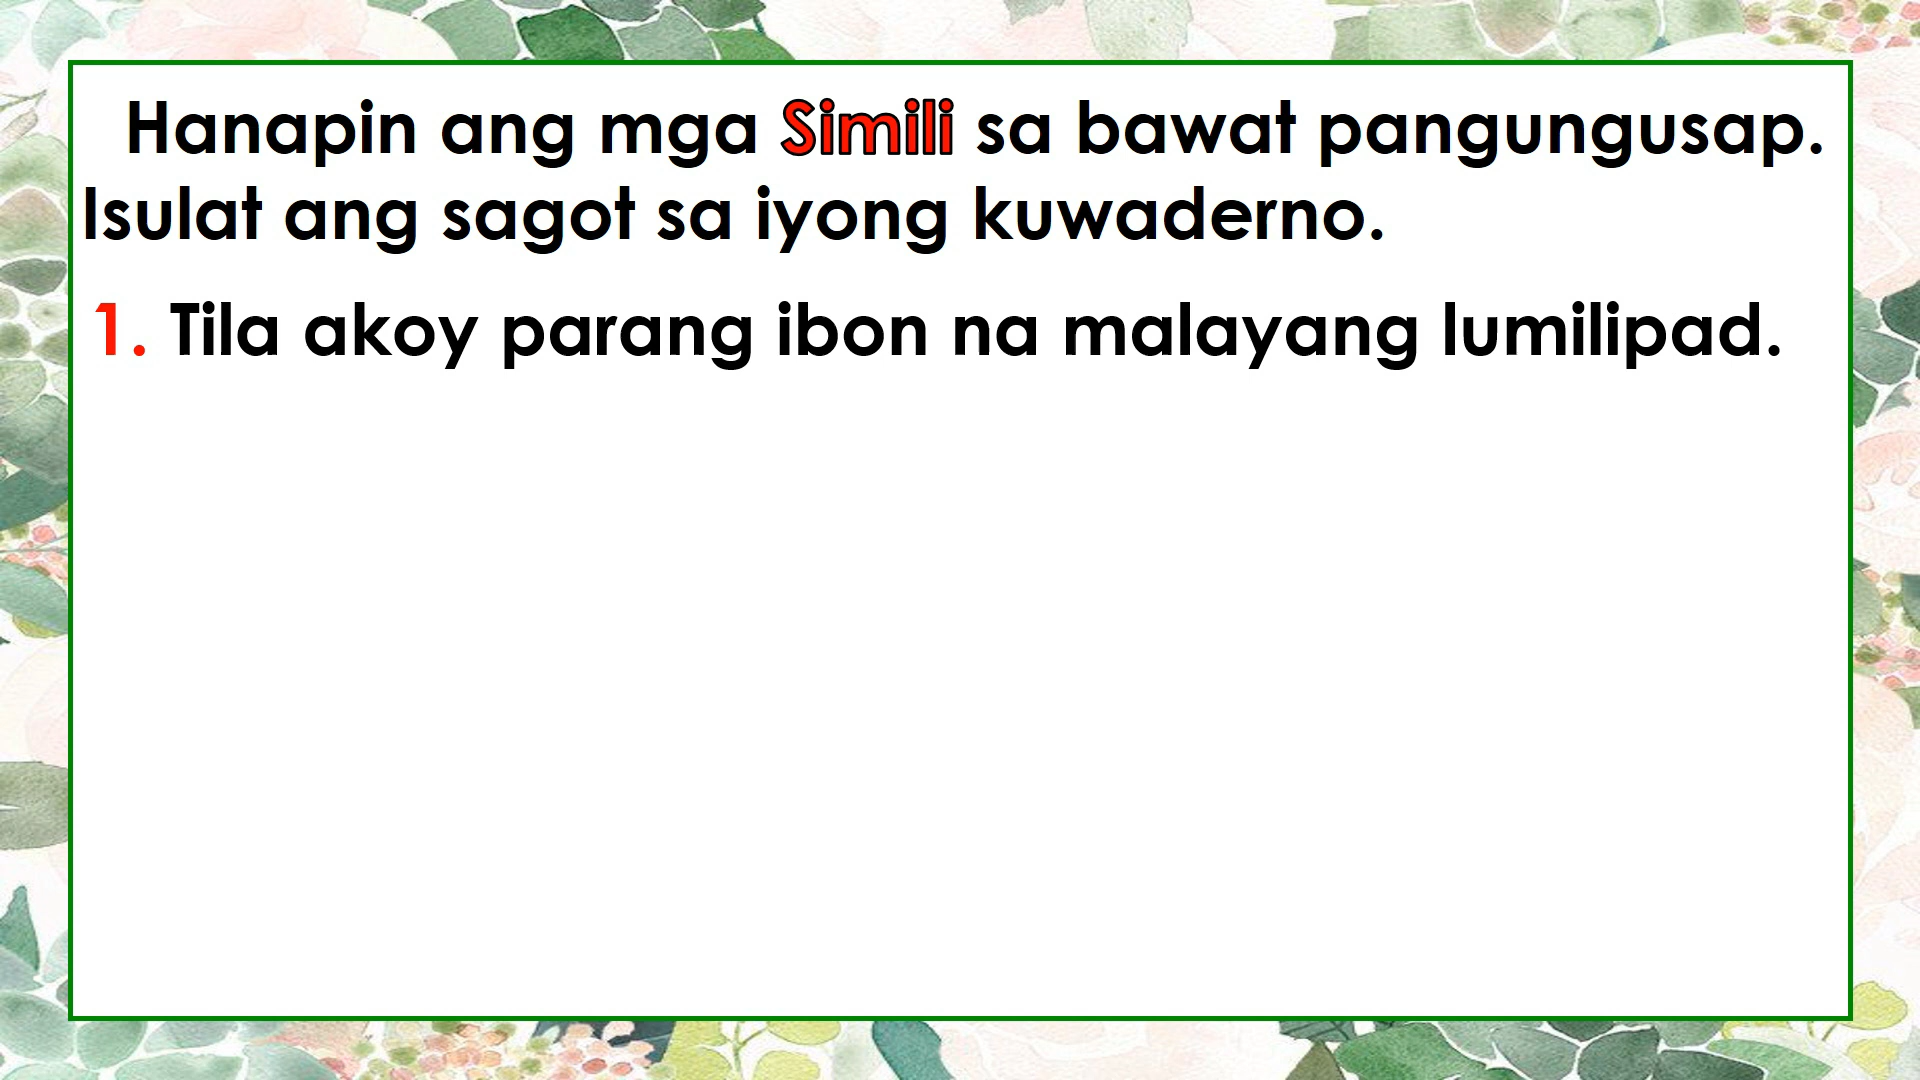 Hanapin ang mga Simili sa bawat pangungusap.
Isulat ang sagot sa iyong kuwaderno.
1. Tila akoy parang ibon na malayang lumilipad.